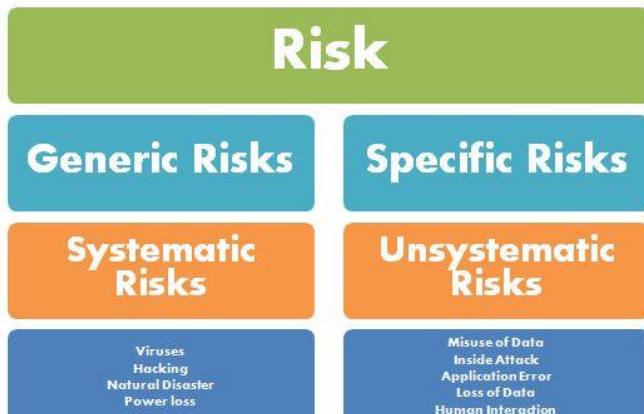 Risk
Generic Risks
Specific Risks
Systematic
Risks
Unsystematic
Risks
Viruses
Hacking
Natural Disaster
Power loss
Misuse of Data
Inside Attack
Application Error
Loss of Data
Human Interaction